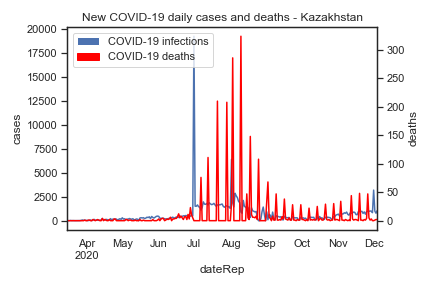 New COVID-19 daily cases and deaths - Kazakhstan
COVID-19 infections
COVID-19 deaths
20000
17500
15000
12500
10000
7500
5000
2500
0
cases
300
250
200
150
100
50
0
deaths
Apr May Jun Jul Aug Sep Oct Nov Dec
2020
dateRep